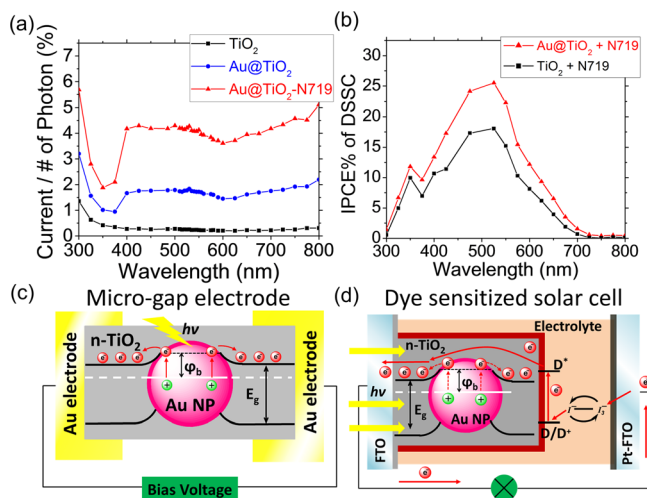 (a)
Current / # of Photon (%)
7
6
5
4
3
2
1
0
TiO2
Au@TiO2
Au@TiO2-N719
300 400 500 600 700 800
Wavelength (nm)
(b)
IPCE% of DSSC
30
25
20
15
10
5
0
Au@TiO2 + N719
TiO2 + N719
300 400 500 600 700 800
Wavelength (nm)
(c) Micro-gap electrode
hν
n-TiO2
e- e- e- e- e- e- e- e-
φb
Eg
+ +
Au NP
Au electrode
Au electrode
Bias Voltage
(d) Dye sensitized solar cell
Electrolyte
n-TiO2
e- e- e- e- e- e-
D*
hν
φb
Eg
+ +
Au NP
e-
I- I3-
D/D+
e-
FTO
Pt-FTO
e-